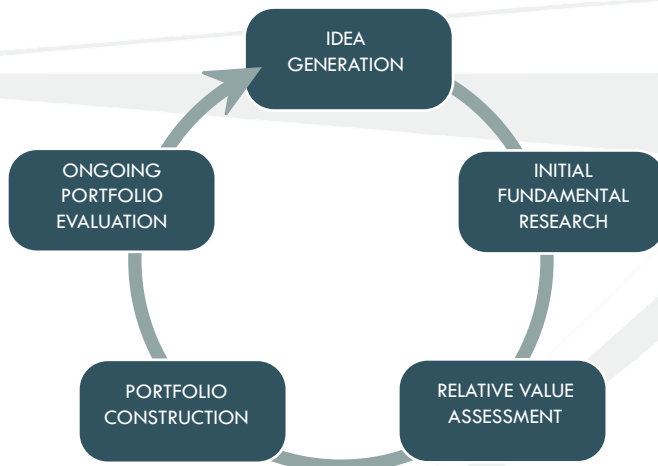 IDEA
GENERATION
INITIAL
FUNDAMENTAL
RESEARCH
RELATIVE VALUE
ASSESSMENT
PORTFOLIO
CONSTRUCTION
ONGOING
PORTFOLIO
EVALUATION